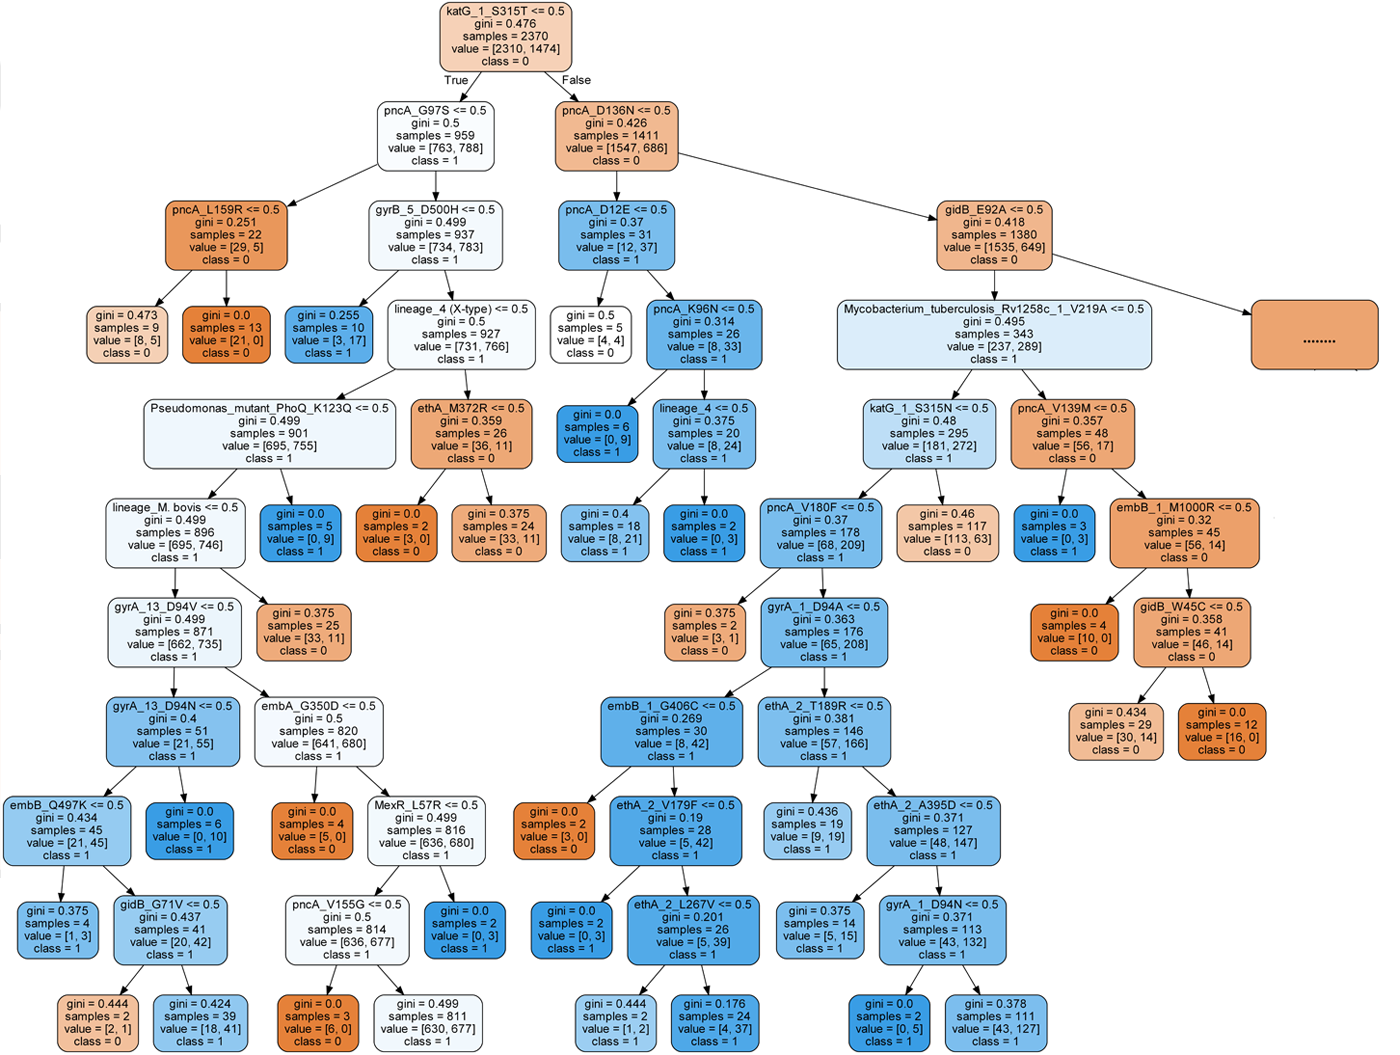 katG_1_S315T <= 0.5
gini = 0.476
samples = 2370
value = [2310, 1474]
class = 0
True
False
pncA_G97S <= 0.5
gini = 0.5
samples = 959
value = [763, 788]
class = 1
pncA_D136N <= 0.5
gini = 0.426
samples = 1411
value = [1547, 686]
class = 0
pncA_L159R <= 0.5
gini = 0.251
samples = 22
value = [29, 5]
class = 0
gyrB_5_D500H <= 0.5
gini = 0.499
samples = 937
value = [734, 783]
class = 1
pncA_D12E <= 0.5
gini = 0.37
samples = 31
value = [12, 37]
class = 1
gidB_E92A <= 0.5
gini = 0.418
samples = 1380
value = [1535, 649]
class = 0
gini = 0.473
samples = 9
value = [8, 5]
class = 0
gini = 0.0
samples = 13
value = [21, 0]
class = 0
gini = 0.255
samples = 10
value = [3, 17]
class = 1
lineage_4 (X-type) <= 0.5
gini = 0.5
samples = 927
value = [731, 766]
class = 1
gini = 0.5
samples = 5
value = [4, 4]
class = 0
pncA_K96N <= 0.5
gini = 0.314
samples = 26
value = [8, 33]
class = 1
Mycobacterium_tuberculosis_Rv1258c_1_V219A <= 0.5
gini = 0.495
samples = 343
value = [237, 289]
class = 1
........
Pseudomonas_mutant_PhoQ_K123Q <= 0.5
gini = 0.499
samples = 901
value = [695, 755]
class = 1
ethA_M372R <= 0.5
gini = 0.359
samples = 26
value = [36, 11]
class = 0
gini = 0.0
samples = 6
value = [0, 9]
class = 1
lineage_4 <= 0.5
gini = 0.375
samples = 20
value = [8, 24]
class = 1
katG_1_S315N <= 0.5
gini = 0.48
samples = 295
value = [181, 272]
class = 1
pncA_V139M <= 0.5
gini = 0.357
samples = 48
value = [56, 17]
class = 0
lineage_M. bovis <= 0.5
gini = 0.499
samples = 896
value = [695, 746]
class = 1
gini = 0.0
samples = 5
value = [0, 9]
class = 1
gini = 0.0
samples = 2
value = [3, 0]
class = 0
gini = 0.375
samples = 24
value = [33, 11]
class = 0
gini = 0.4
samples = 18
value = [8, 21]
class = 1
gini = 0.0
samples = 2
value = [0, 3]
class = 1
pncA_V180F <= 0.5
gini = 0.37
samples = 178
value = [68, 209]
class = 1
gini = 0.46
samples = 117
value = [113, 63]
class = 0
gini = 0.0
samples = 3
value = [0, 3]
class = 1
embB_1_M1000R <= 0.5
gini = 0.32
samples = 45
value = [56, 14]
class = 0
gyrA_13_D94V <= 0.5
gini = 0.499
samples = 871
value = [662, 735]
class = 1
gini = 0.375
samples = 25
value = [33, 11]
class = 0
gini = 0.375
samples = 2
value = [3, 1]
class = 0
gyrA_1_D94A <= 0.5
gini = 0.363
samples = 176
value = [65, 208]
class = 1
gini = 0.0
samples = 4
value = [10, 0]
class = 0
gidB_W45C <= 0.5
gini = 0.358
samples = 41
value = [46, 14]
class = 0
gyrA_13_D94N <= 0.5
gini = 0.4
samples = 51
value = [21, 55]
class = 1
embA_G350D <= 0.5
gini = 0.5
samples = 820
value = [641, 680]
class = 1
embB_1_G406C <= 0.5
gini = 0.269
samples = 30
value = [8, 42]
class = 1
ethA_2_T189R <= 0.5
gini = 0.381
samples = 146
value = [57, 166]
class = 1
gini = 0.434
samples = 29
value = [30, 14]
class = 0
gini = 0.0
samples = 12
value = [16, 0]
class = 0
embB_Q497K <= 0.5
gini = 0.434
samples = 45
value = [21, 45]
class = 1
gini = 0.0
samples = 6
value = [0, 10]
class = 1
gini = 0.0
samples = 4
value = [5, 0]
class = 0
MexR_L57R <= 0.5
gini = 0.499
samples = 816
value = [636, 680]
class = 1
gini = 0.0
samples = 2
value = [3, 0]
class = 0
ethA_2_V179F <= 0.5
gini = 0.19
samples = 28
value = [5, 42]
class = 1
gini = 0.436
samples = 19
value = [9, 19]
class = 1
ethA_2_A395D <= 0.5
gini = 0.371
samples = 127
value = [48, 147]
class = 1
gini = 0.375
samples = 4
value = [1, 3]
class = 1
gidB_G71V <= 0.5
gini = 0.437
samples = 41
value = [20, 42]
class = 1
pncA_V155G <= 0.5
gini = 0.5
samples = 814
value = [636, 677]
class = 1
gini = 0.0
samples = 2
value = [0, 3]
class = 1
gini = 0.0
samples = 2
value = [0, 3]
class = 1
ethA_2_L267V <= 0.5
gini = 0.201
samples = 26
value = [5, 39]
class = 1
gini = 0.375
samples = 14
value = [5, 15]
class = 1
gyrA_1_D94N <= 0.5
gini = 0.371
samples = 113
value = [43, 132]
class = 1
gini = 0.444
samples = 2
value = [2, 1]
class = 0
gini = 0.424
samples = 39
value = [18, 41]
class = 1
gini = 0.0
samples = 3
value = [6, 0]
class = 0
gini = 0.499
samples = 811
value = [630, 677]
class = 1
gini = 0.444
samples = 2
value = [1, 2]
class = 1
gini = 0.176
samples = 24
value = [4, 37]
class = 1
gini = 0.0
samples = 2
value = [0, 5]
class = 1
gini = 0.378
samples = 111
value = [43, 127]
class = 1